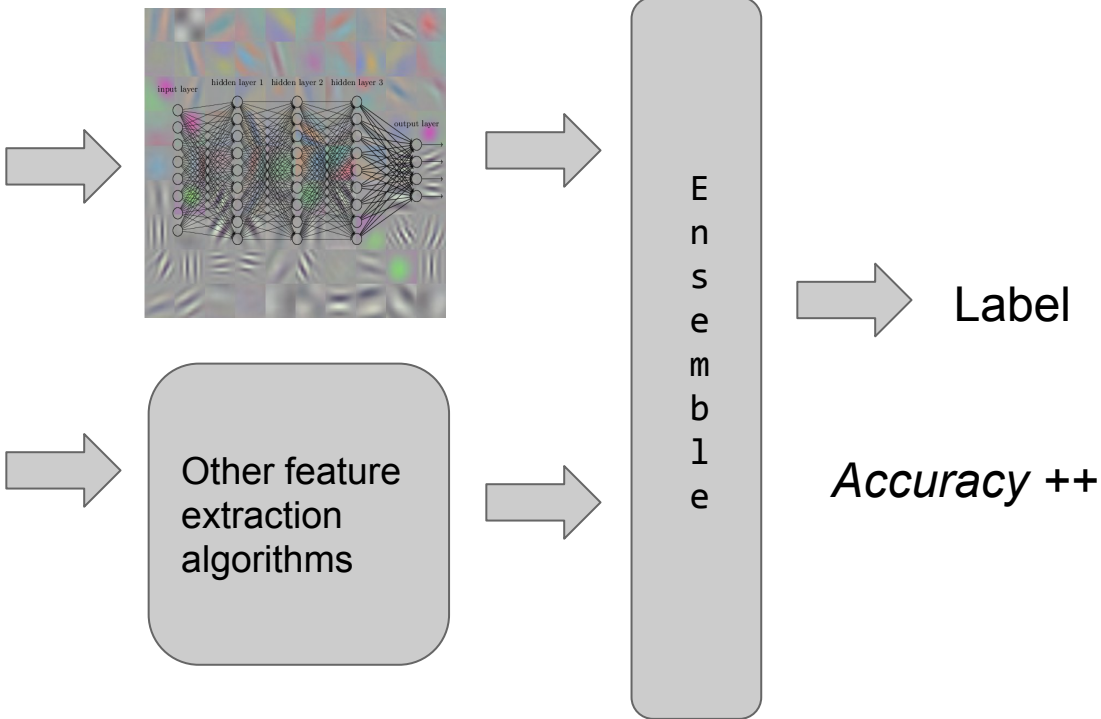 input layer
hidden layer 1 hidden layer 2 hidden layer 3
output layer
Other feature
extraction
algorithms
E
n
s
e
m
b
l
e
Label
Accuracy ++